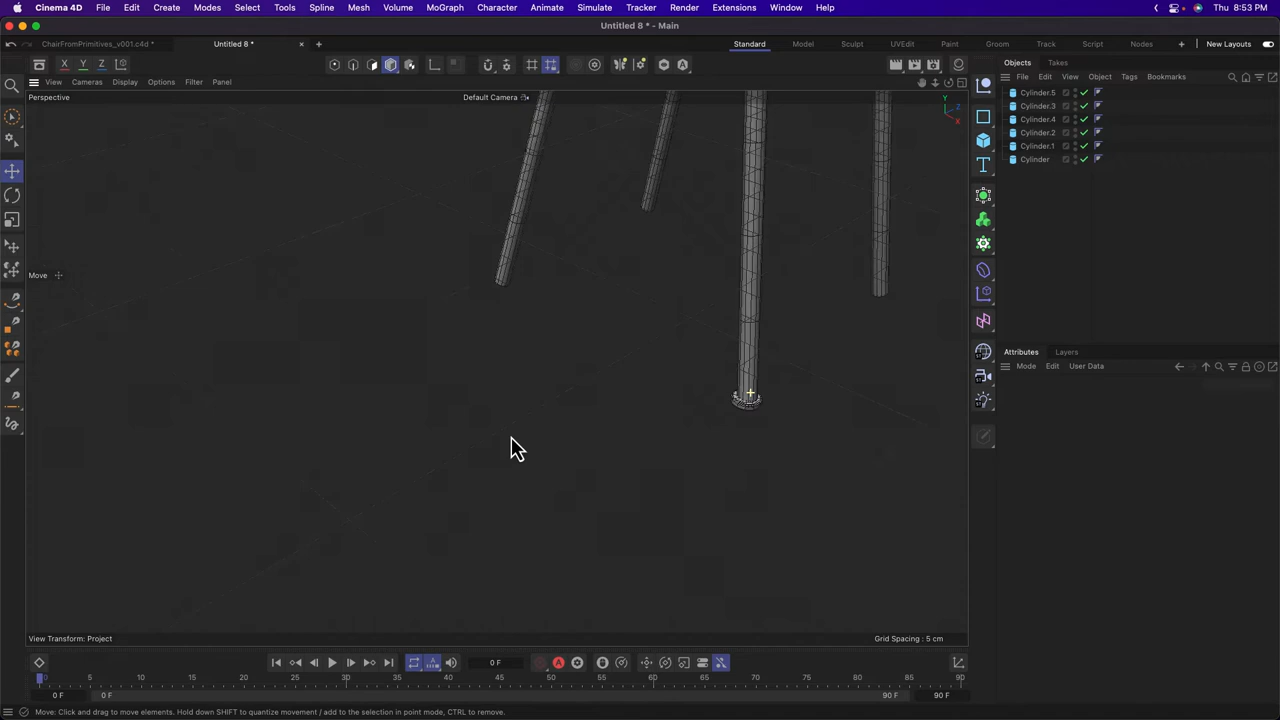 Cinema 4D File Edit Create Modes Select Tools Spline Mesh Volume MoGraph Character Animate Simulate Tracker Render Extensions Window Help Thu 8:53 PM
Untitled 8 * - Main
ChairFromPrimitives_v001.c4d * Untitled 8 * Standard Model Sculpt UVEdit Paint Groom Track Script Nodes New Layouts
Objects Takes
X Y Z
File Edit View Object Tags Bookmarks
View Cameras Display Options Filter Panel
Perspective Default Camera
Y
Z
X
Cylinder.5
Cylinder.3
Cylinder.4
Cylinder.2
Cylinder.1
Cylinder
Move
Attributes Layers
Mode Edit User Data
View Transform: Project Grid Spacing : 5 cm
0 F
0 5 10 15 20 25 30 35 40 45 50 55 60 65 70 75 80 85 90
0 F 0 F 90 F 90 F
Move: Click and drag to move elements. Hold down SHIFT to quantize movement / add to the selection in point mode, CTRL to remove.